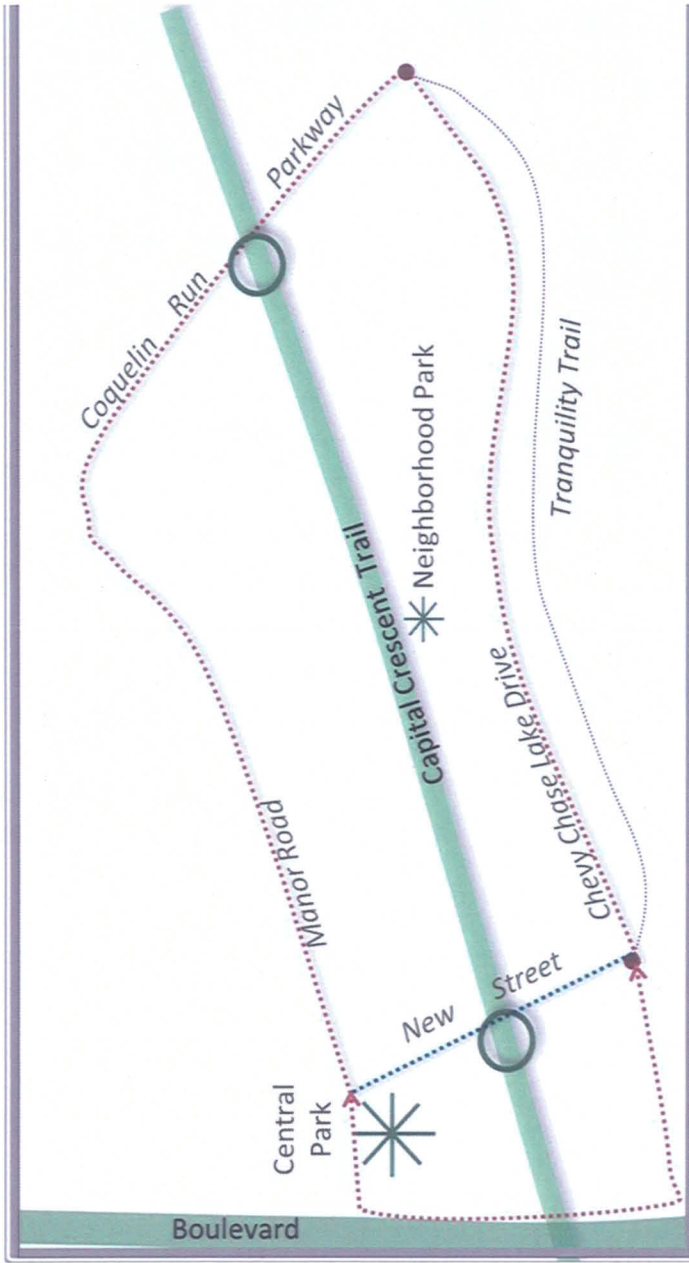 Parkway
Run
Coquelin
Neighborhood Park
Tranquility Trail
Capital Crescent Trail
Chevy Chase Lake Drive
Manor Road
New Street
Central
Park
Boulevard